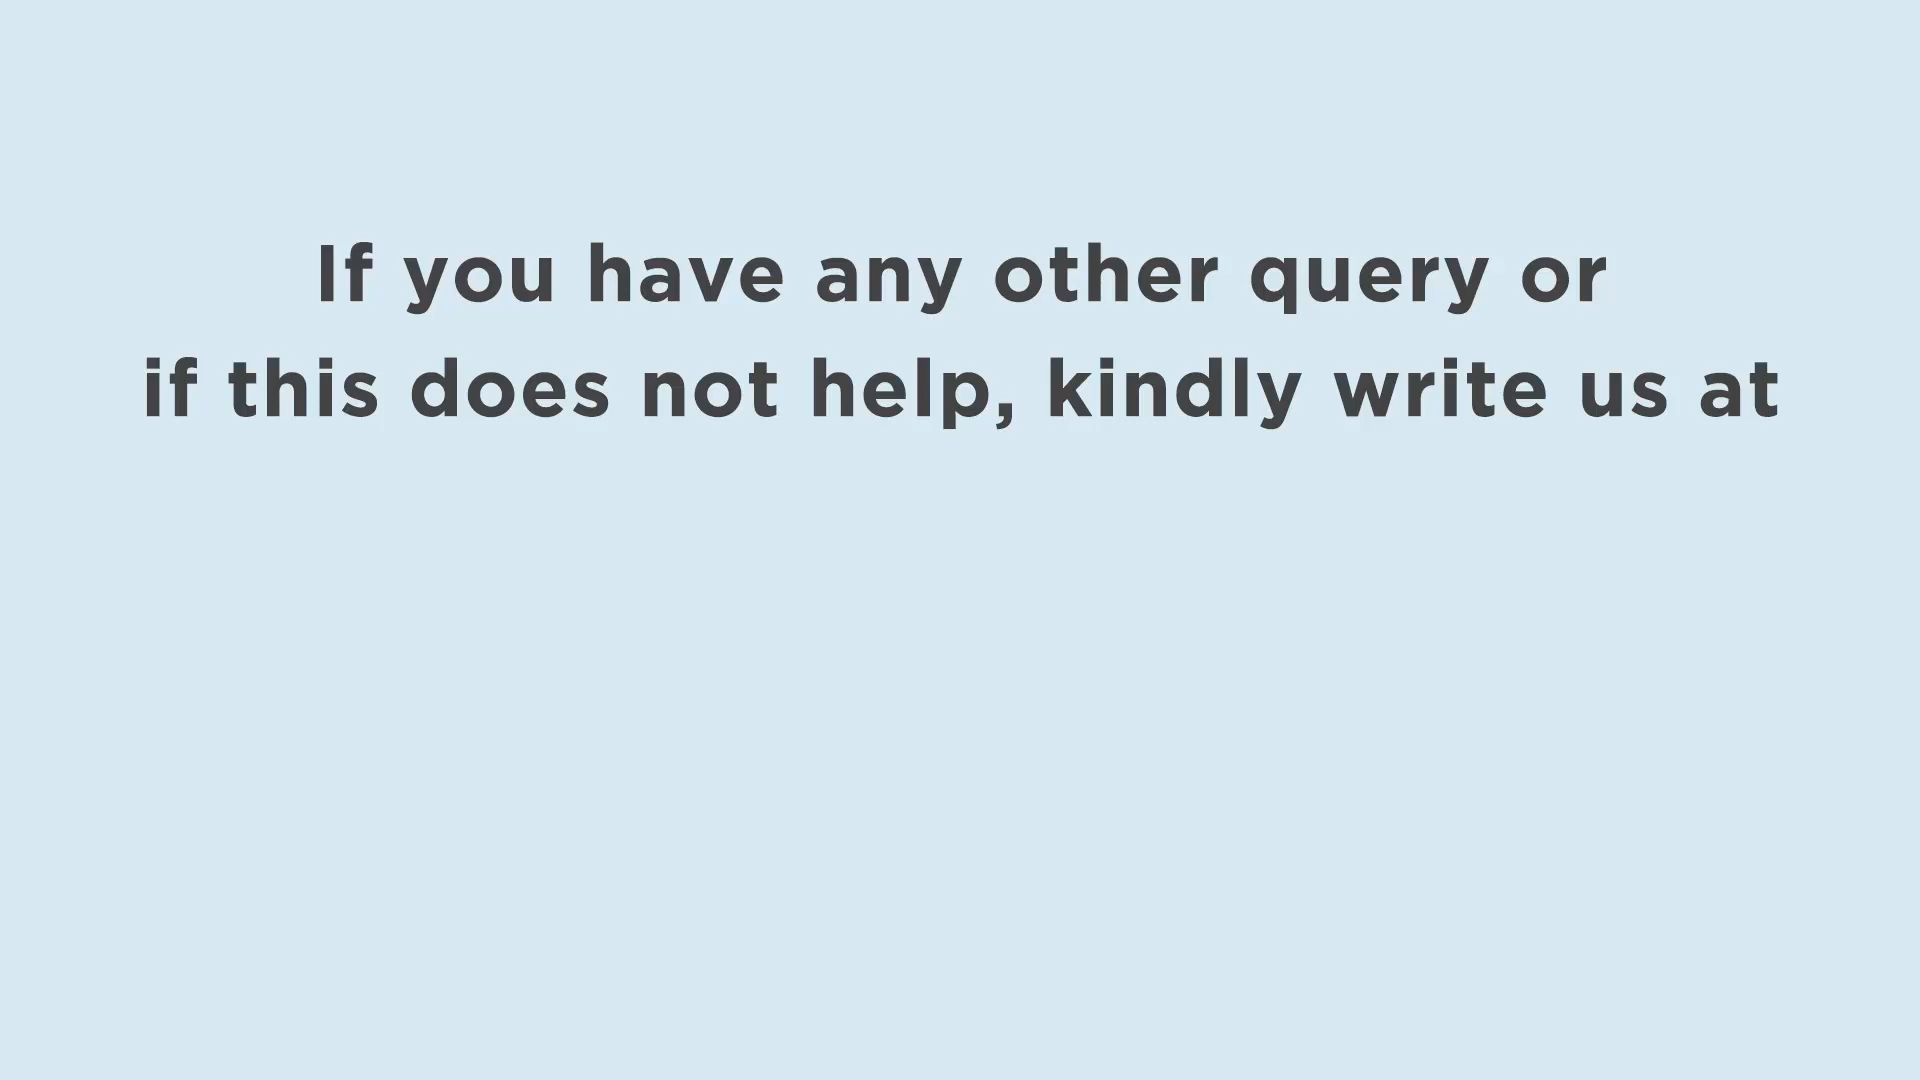 If you have any other query or
if this does not help, kindly write us at